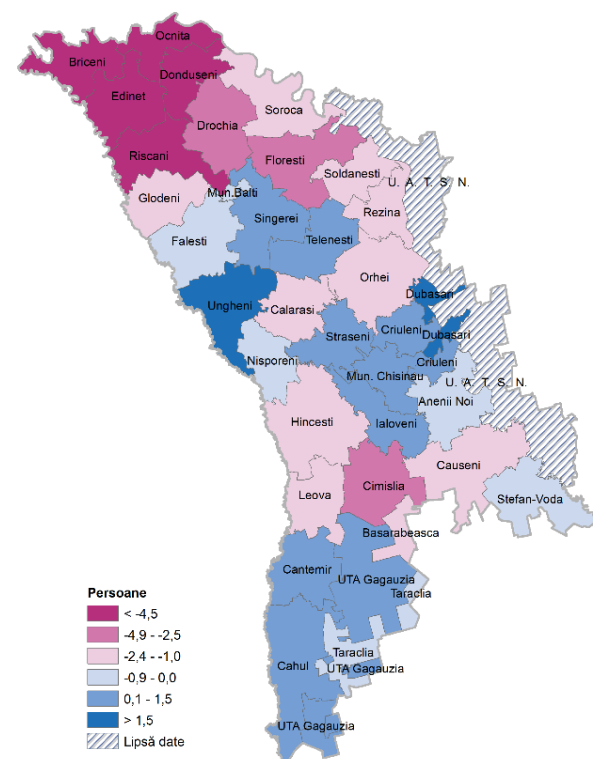 Ocnita
Briceni
Donduseni
Edinet
Soroca
Drochia
Riscani
Floresti
Soldanesti
U. A. T. S. N.
Glodeni
Mun.Balti
Rezina
Singerei
Falesti
Telenesti
Orhei
Ungheni
Dubasari
Calarasi
Straseni
Criuleni
Dubasari
Nisporeni
Criuleni
Mun. Chisinau
U. A. T. S. N.
Anenii Noi
Hincesti
Ialoveni
Causeni
Cimislia
Leova
Stefan-Voda
Basarabeasca
Cantemir
UTA Gagauzia
Taraclia
Taraclia
Cahul
UTA Gagauzia
UTA Gagauzia
Persoane
< -4,5
-4,9 - -2,5
-2,4 - -1,0
-0,9 - 0,0
0,1 - 1,5
> 1,5
Lipsă date